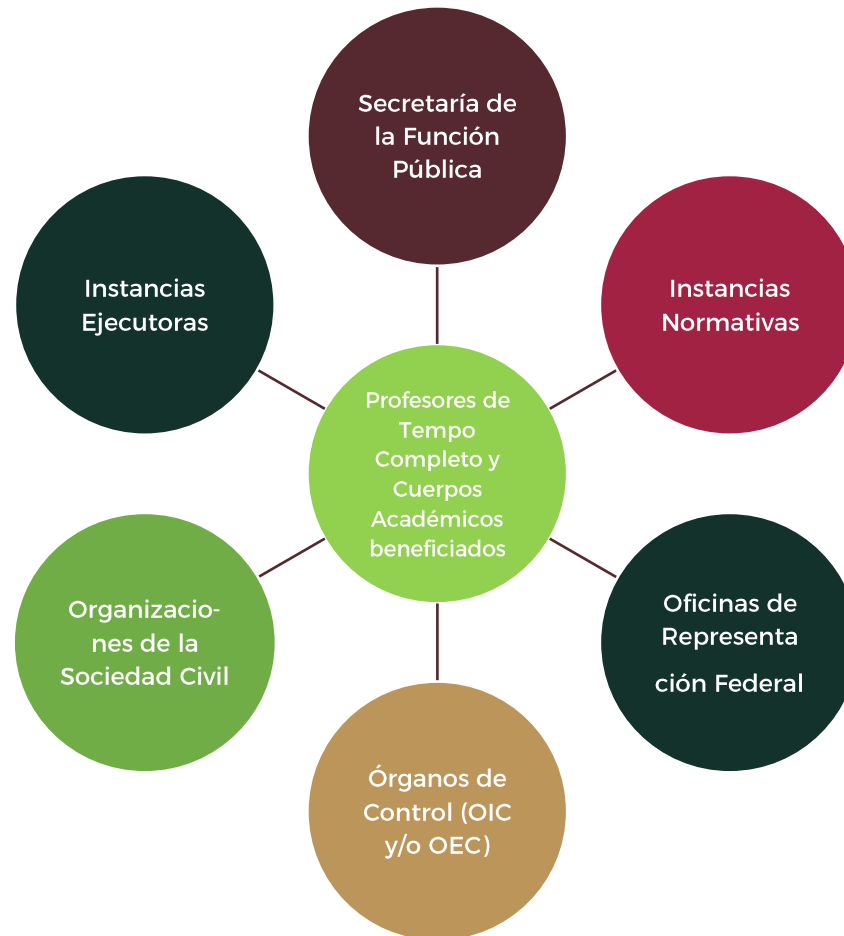 Secretaría de
la Función
Pública
Instancias
Ejecutoras
Instancias
Normativas
Profesores de
Tempo
Completo y
Cuerpos
Académicos
beneficiados
Organizacio-
nes de la
Sociedad Civil
Oficinas de
Representa
ción Federal
Órganos de
Control (OIC
y/o OEC)